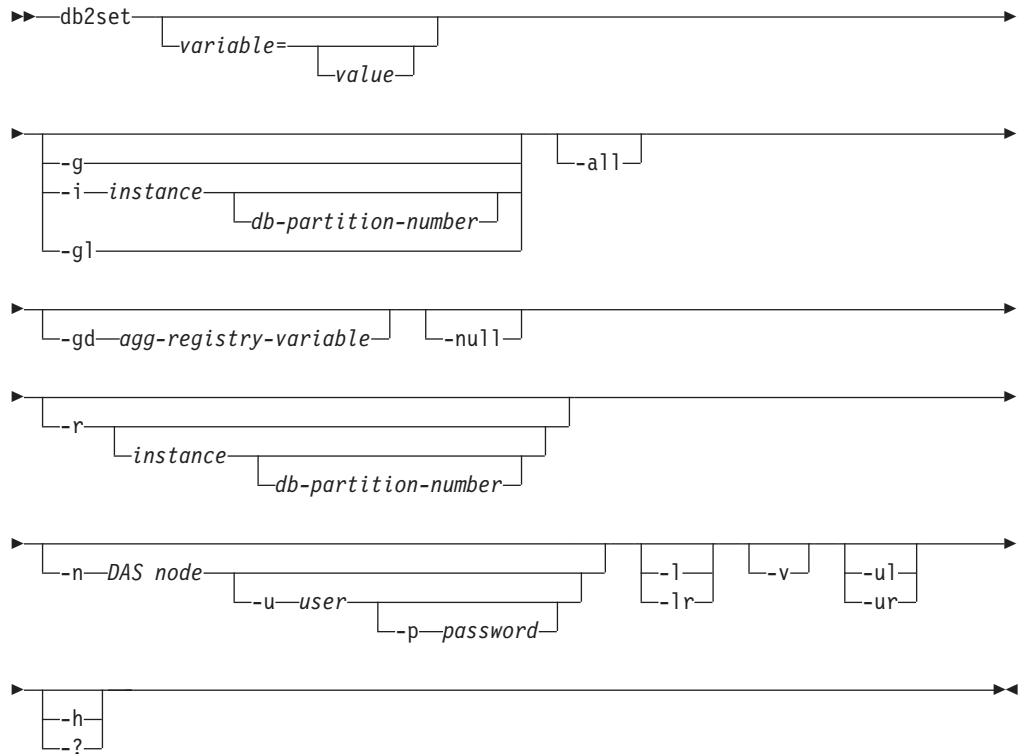 db2set
variable=
value
-g
-all
-i instance
db-partition-number
-gl
-gd agg-registry-variable
-null
-r
instance
db-partition-number
-n DAS node
-l
-v
-ul
-u user
-lr
-ur
-p password
-h
-?